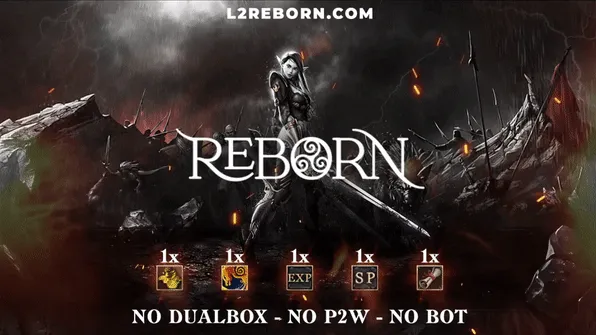 L2REBORN.COM
REBORN
1x 1x 1x 1x 1x
EXP SP
NO DUALBOX - NO P2W - NO BOT